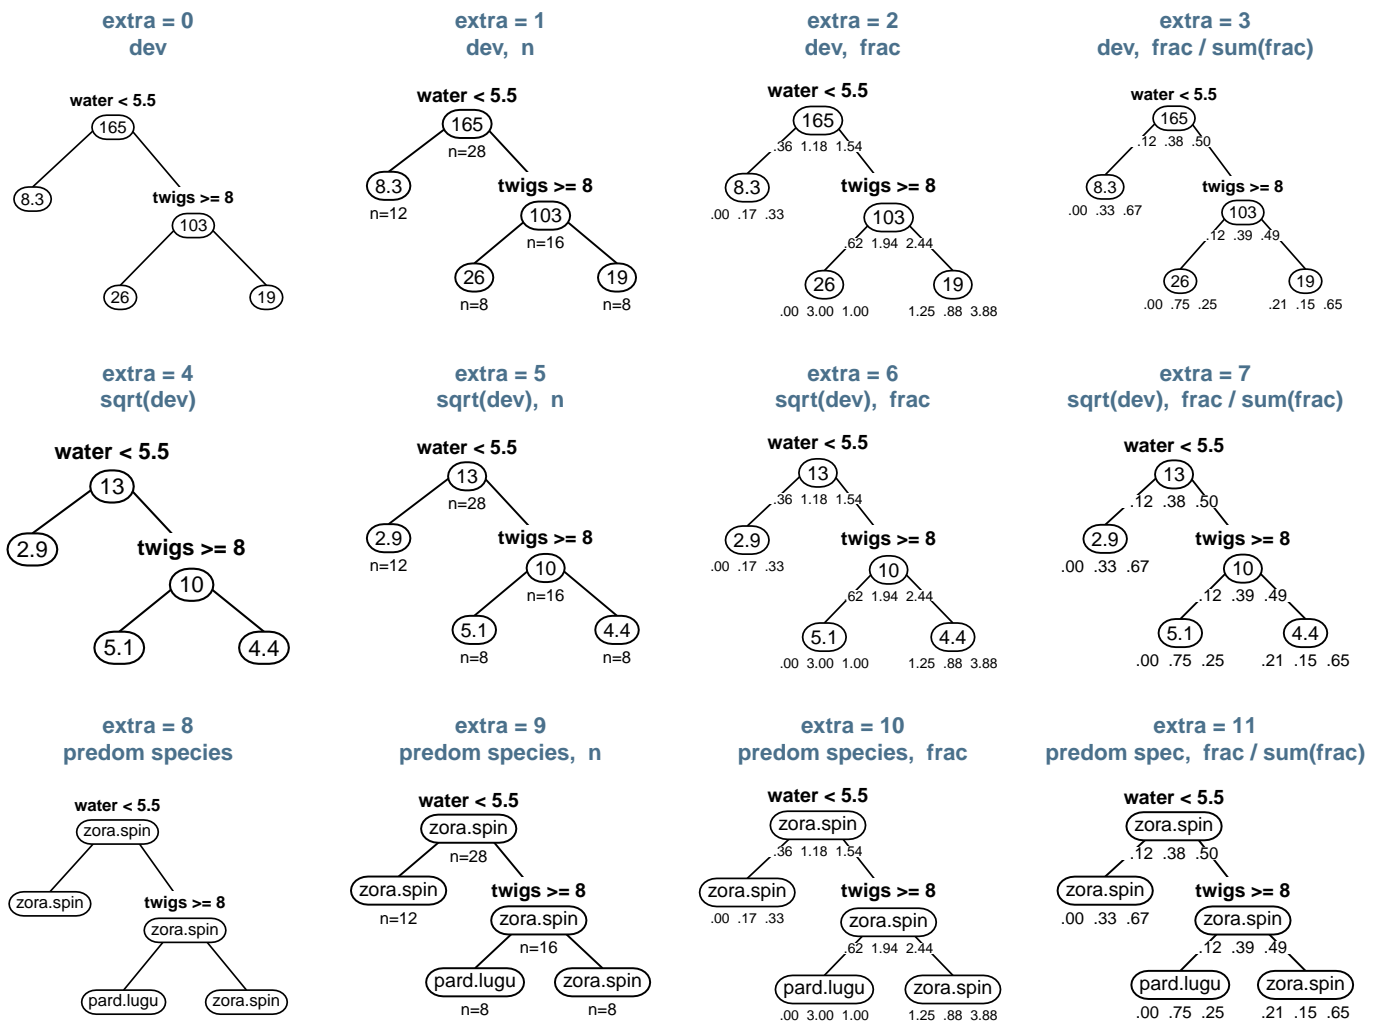 extra = 0
dev
water < 5.5
165
8.3
twigs >= 8
103
26
19
extra = 1
dev, n
water < 5.5
165
n=28
8.3
n=12
twigs >= 8
103
n=16
26
n=8
19
n=8
extra = 2
dev, frac
water < 5.5
165
.36 1.18 1.54
8.3
.00 .17 .33
twigs >= 8
103
.62 1.94 2.44
26
.00 3.00 1.00
19
1.25 .88 3.88
extra = 3
dev, frac / sum(frac)
water < 5.5
165
.12 .38 .50
8.3
.00 .33 .67
twigs >= 8
103
.12 .39 .49
26
.00 .75 .25
19
.21 .15 .65
extra = 4
sqrt(dev)
water < 5.5
13
2.9
twigs >= 8
10
5.1
4.4
extra = 5
sqrt(dev), n
water < 5.5
13
n=28
2.9
n=12
twigs >= 8
10
n=16
5.1
n=8
4.4
n=8
extra = 6
sqrt(dev), frac
water < 5.5
13
.36 1.18 1.54
2.9
.00 .17 .33
twigs >= 8
10
.62 1.94 2.44
5.1
.00 3.00 1.00
4.4
1.25 .88 3.88
extra = 7
sqrt(dev), frac / sum(frac)
water < 5.5
13
.12 .38 .50
2.9
.00 .33 .67
twigs >= 8
10
.12 .39 .49
5.1
.00 .75 .25
4.4
.21 .15 .65
extra = 8
predom species
water < 5.5
zora.spin
zora.spin
twigs >= 8
zora.spin
pard.lugu
zora.spin
extra = 9
predom species, n
water < 5.5
zora.spin
n=28
zora.spin
n=12
twigs >= 8
zora.spin
n=16
pard.lugu
n=8
zora.spin
n=8
extra = 10
predom species, frac
water < 5.5
zora.spin
.36 1.18 1.54
zora.spin
.00 .17 .33
twigs >= 8
zora.spin
.62 1.94 2.44
pard.lugu
.00 3.00 1.00
zora.spin
1.25 .88 3.88
extra = 11
predom spec, frac / sum(frac)
water < 5.5
zora.spin
.12 .38 .50
zora.spin
.00 .33 .67
twigs >= 8
zora.spin
.12 .39 .49
pard.lugu
.00 .75 .25
zora.spin
.21 .15 .65